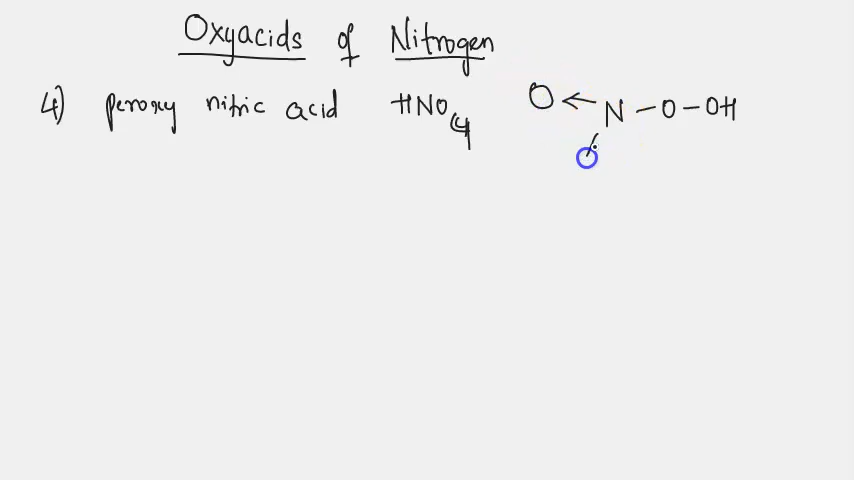 Oxyacids of Nitrogen
4) peroxy nitric acid HNO4 O ← N - O - OH